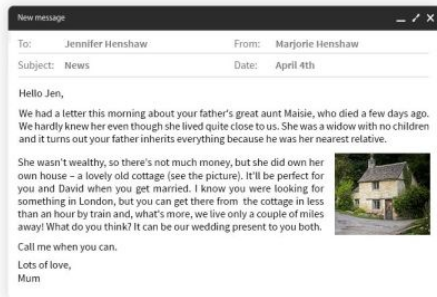 New message
To: Jennifer Henshaw From: Marjorie Henshaw
Subject: News Date: April 4th
Hello Jen,
We had a letter this morning about your father's great aunt Maisie, who died a few days ago.
We hardly knew her even though she lived quite close to us. She was a widow with no children
and it turns out your father inherits everything because he was her nearest relative.
She wasn't wealthy, so there's not much money, but she did own her
own house – a lovely old cottage (see the picture). It'll be perfect for
you and David when you get married. I know you were looking for
something in London, but you can get there from the cottage in less
than an hour by train and, what's more, we live only a couple of miles
away! What do you think? It can be our wedding present to you both.
Call me when you can.
Lots of love,
Mum